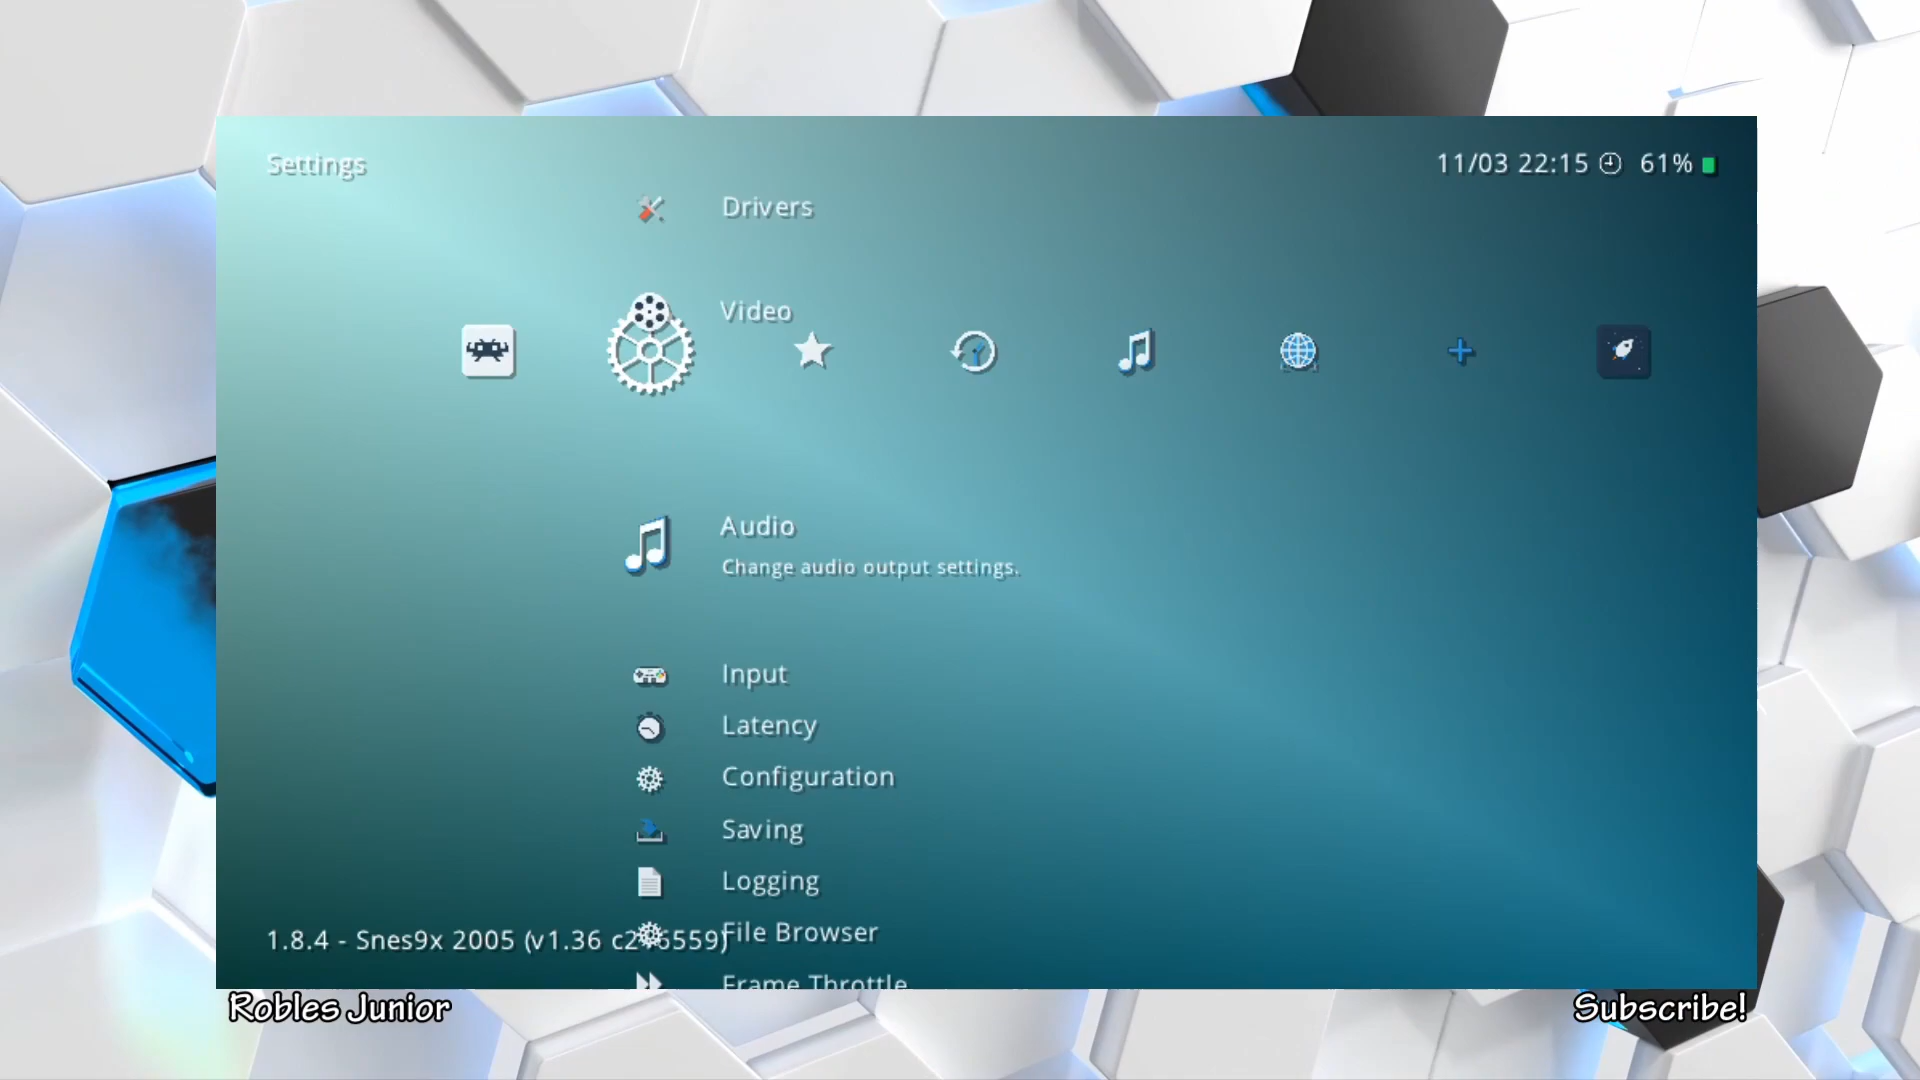 Settings
11/03 22:15 61%
Drivers
Video
Audio
Change audio output settings.
Input
Latency
Configuration
Saving
Logging
File Browser
1.8.4 - Snes9x 2005 (v1.36
Frame Throttle
Robles Junior
Subscribe!